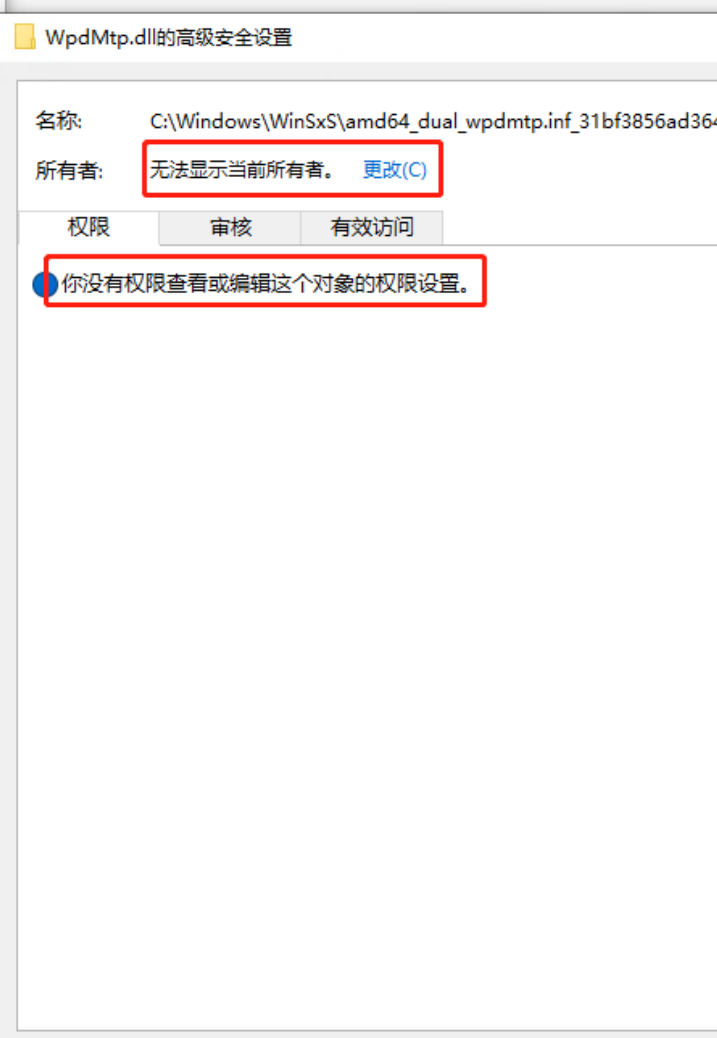 WpdMtp.dll的高级安全设置
名称: C:\Windows\WinSxS\amd64_dual_wpdmtp.inf_31bf3856ad364
所有者: 无法显示当前所有者。 更改(C)
权限 审核 有效访问
你没有权限查看或编辑这个对象的权限设置。